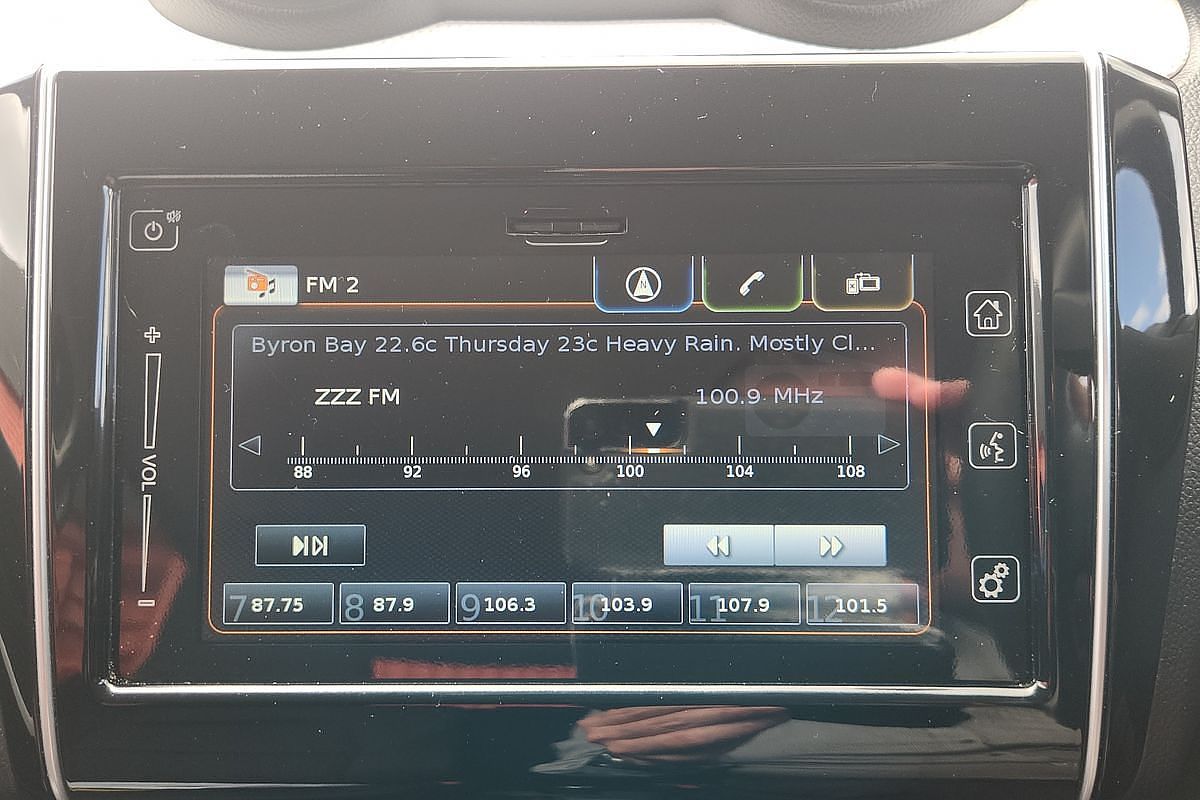 FM 2
N
Byron Bay 22.6c Thursday 23c Heavy Rain. Mostly Cl...
ZZZ FM 100.9 MHz
88 92 96 100 104 108
VOL
7 87.75 8 87.9 9 106.3 10 103.9 11 107.9 12 101.5